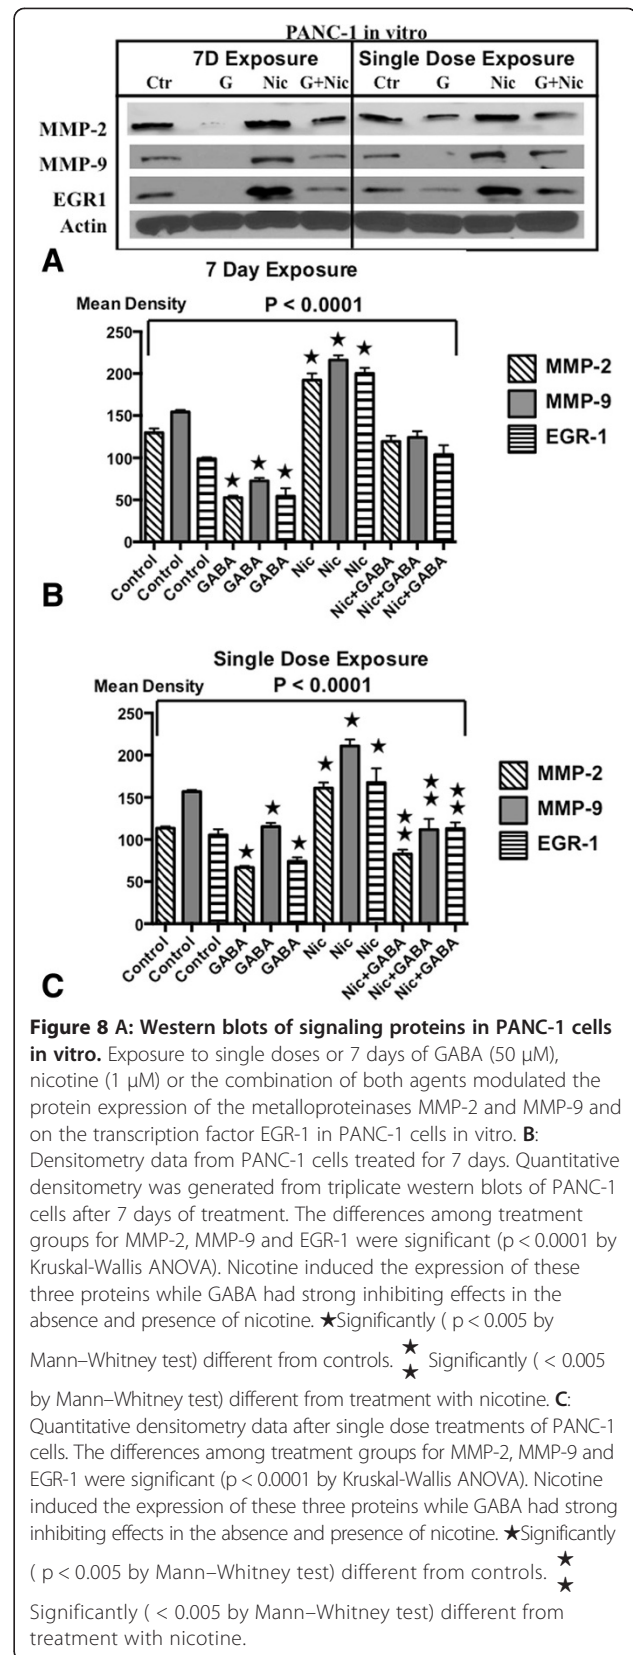 PANC-1 in vitro
7D Exposure Single Dose Exposure
Ctr G Nic G+Nic Ctr G Nic G+Nic
MMP-2
MMP-9
EGR1
Actin
A
7 Day Exposure
Mean Density P < 0.0001
250
200
150
100
50
0
Control
Control
Control
GABA
GABA
GABA
Nic
Nic
Nic
Nic+GABA
Nic+GABA
Nic+GABA
MMP-2
MMP-9
EGR-1
B
Single Dose Exposure
Mean Density P < 0.0001
250
200
150
100
50
0
Control
Control
Control
GABA
GABA
GABA
Nic
Nic
Nic
Nic+GABA
Nic+GABA
Nic+GABA
MMP-2
MMP-9
EGR-1
C
Figure 8 A: Western blots of signaling proteins in PANC-1 cells
in vitro. Exposure to single doses or 7 days of GABA (50 μM),
nicotine (1 μM) or the combination of both agents modulated the
protein expression of the metalloproteinases MMP-2 and MMP-9 and
on the transcription factor EGR-1 in PANC-1 cells in vitro. B:
Densitometry data from PANC-1 cells treated for 7 days. Quantitative
densitometry was generated from triplicate western blots of PANC-1
cells after 7 days of treatment. The differences among treatment
groups for MMP-2, MMP-9 and EGR-1 were significant (p < 0.0001 by
Kruskal-Wallis ANOVA). Nicotine induced the expression of these
three proteins while GABA had strong inhibiting effects in the
absence and presence of nicotine. ★Significantly ( p < 0.005 by
Mann–Whitney test) different from controls. ★★ Significantly ( < 0.005
by Mann–Whitney test) different from treatment with nicotine. C:
Quantitative densitometry data after single dose treatments of PANC-1
cells. The differences among treatment groups for MMP-2, MMP-9 and
EGR-1 were significant (p < 0.0001 by Kruskal-Wallis ANOVA). Nicotine
induced the expression of these three proteins while GABA had strong
inhibiting effects in the absence and presence of nicotine. ★Significantly
( p < 0.005 by Mann–Whitney test) different from controls. ★★
Significantly ( < 0.005 by Mann–Whitney test) different from
treatment with nicotine.